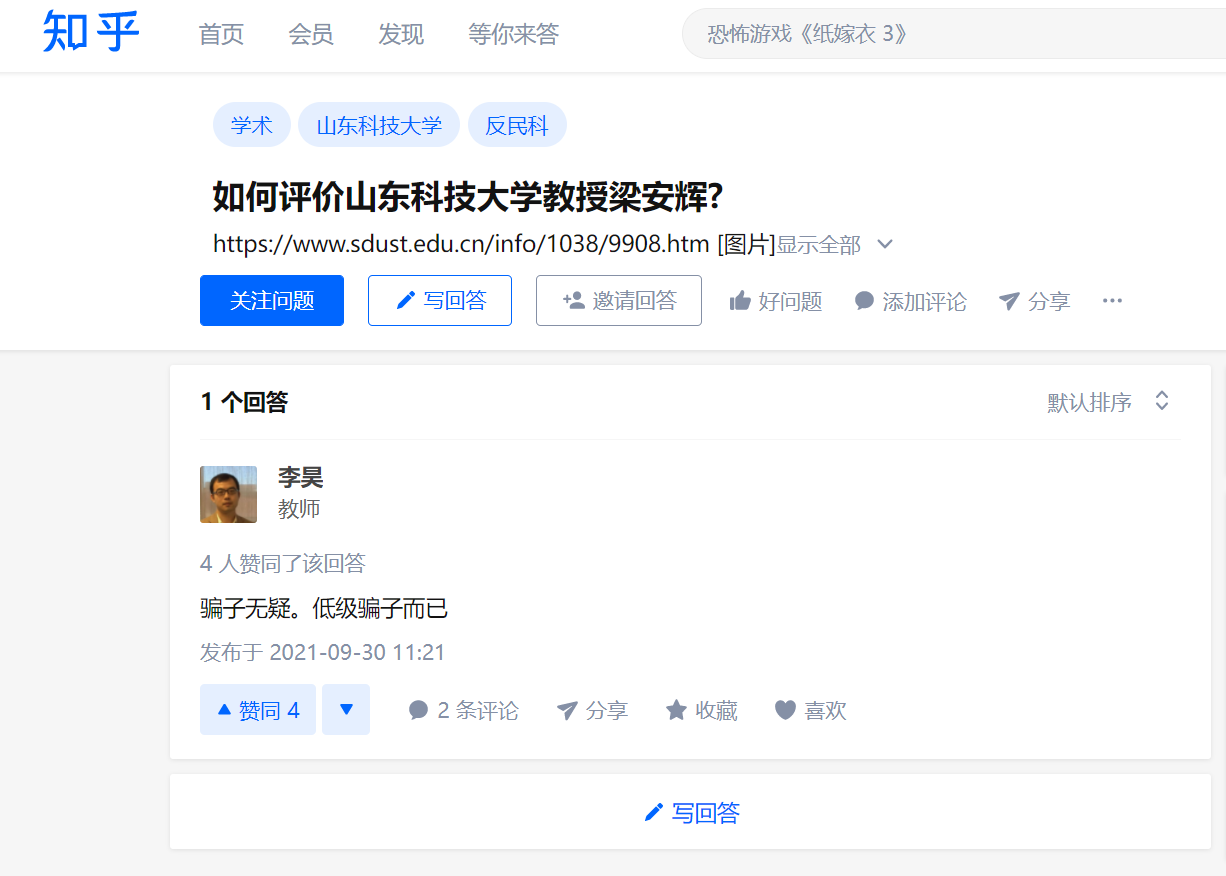 知乎 首页 会员 发现 等你来答 恐怖游戏《纸嫁衣 3》
学术 山东科技大学 反民科
如何评价山东科技大学教授梁安辉?
https://www.sdust.edu.cn/info/1038/9908.htm [图片]显示全部
关注问题 写回答 邀请回答 好问题 添加评论 分享 ···
1 个回答 默认排序
李昊
教师
4 人赞同了该回答
骗子无疑。低级骗子而已
发布于 2021-09-30 11:21
赞同 4 2 条评论 分享 收藏 喜欢
写回答